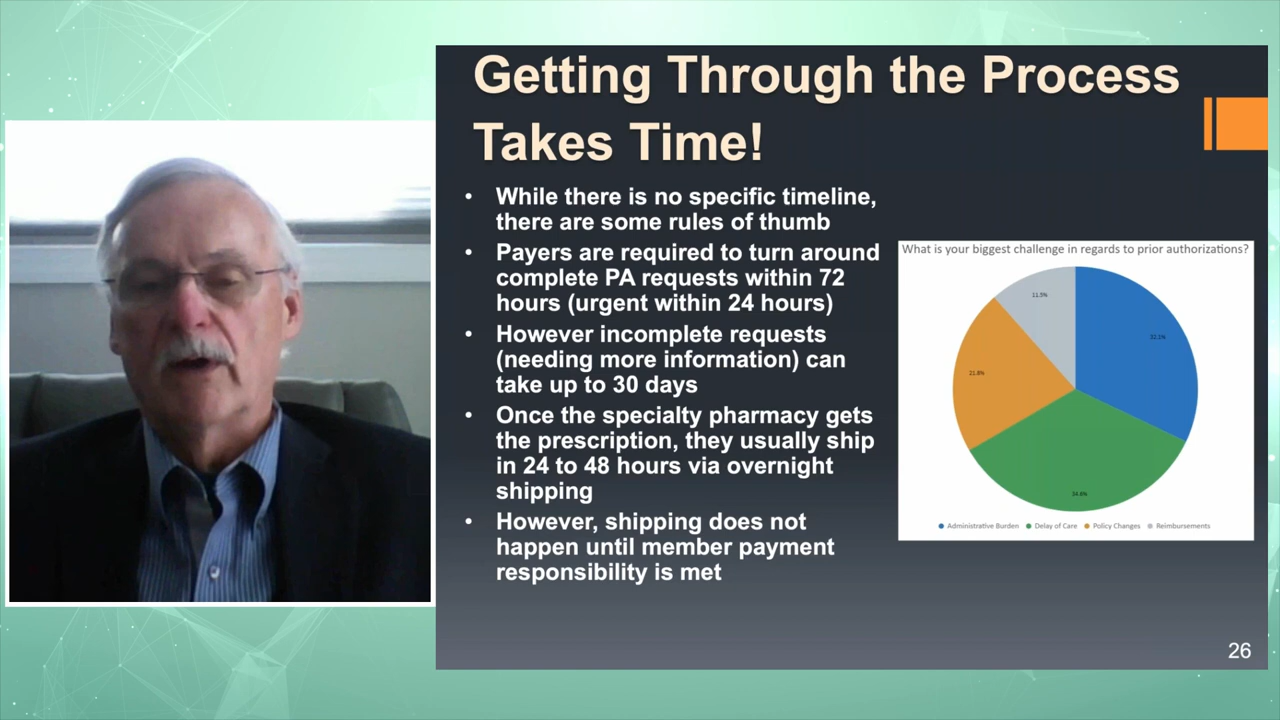 Getting Through the Process
Takes Time!
• While there is no specific timeline,
there are some rules of thumb
• Payers are required to turn around
complete PA requests within 72
hours (urgent within 24 hours)
• However incomplete requests
(needing more information) can
take up to 30 days
• Once the specialty pharmacy gets
the prescription, they usually ship
in 24 to 48 hours via overnight
shipping
• However, shipping does not
happen until member payment
responsibility is met
What is your biggest challenge in regards to prior authorizations?
11.5%
32.1%
21.8%
34.6%
Administrative Burden Delay of Care Policy Changes Reimbursements
26